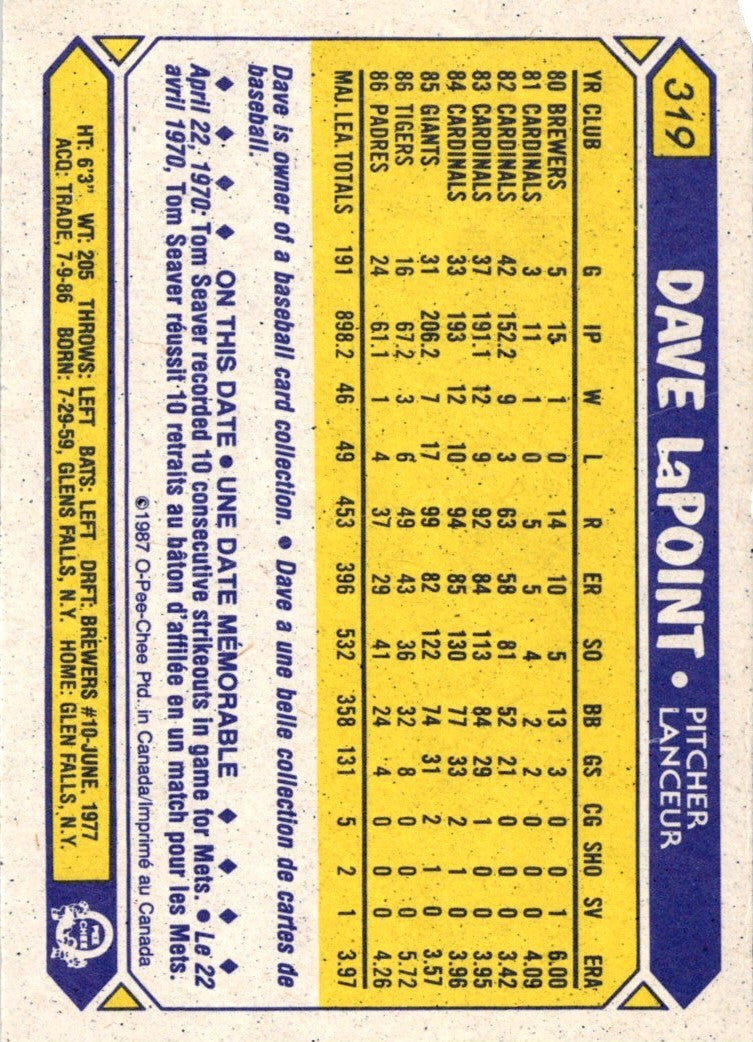 319
DAVE LaPOINT • PITCHER
LANCEUR
YR CLUB G IP W L R ER SO BB GS CG SHO SV ERA
80 BREWERS 5 15 1 0 14 10 5 13 3 0 0 1 6.00
81 CARDINALS 3 11 1 0 5 5 4 2 2 0 0 0 4.09
82 CARDINALS 42 152.2 9 3 63 58 81 52 21 0 0 0 3.42
83 CARDINALS 37 191.1 12 9 92 84 113 84 29 1 0 0 3.95
84 CARDINALS 33 193 12 10 94 85 130 77 33 2 1 0 3.96
85 GIANTS 31 206.2 7 17 99 82 122 74 31 2 1 0 3.57
86 TIGERS 16 67.2 3 6 49 43 36 32 8 0 0 0 5.72
86 PADRES 24 61.1 1 4 37 29 41 24 4 0 0 0 4.26
MAJ. LEA. TOTALS 191 898.2 46 49 453 396 532 358 131 5 2 1 3.97
Dave is owner of a baseball card collection. • Dave a une belle collection de cartes de
baseball.
♦ ♦ ♦ ♦ ON THIS DATE • UNE DATE MÉMORABLE ♦ ♦ ♦ ♦
April 22, 1970: Tom Seaver recorded 10 consecutive strikeouts in game for Mets. • Le 22
avril 1970, Tom Seaver réussit 10 retraits au bâton d'affilée en un match pour les Mets.
©1987 O-Pee-Chee Ptd. in Canada/Imprimé au Canada
HT: 6'3" WT: 205 THROWS: LEFT BATS: LEFT DRFT: BREWERS #10-JUNE, 1977
ACQ: TRADE, 7-9-86 BORN: 7-29-59, GLENS FALLS, N.Y. HOME: GLEN FALLS, N.Y.
O
PEE
CHEE